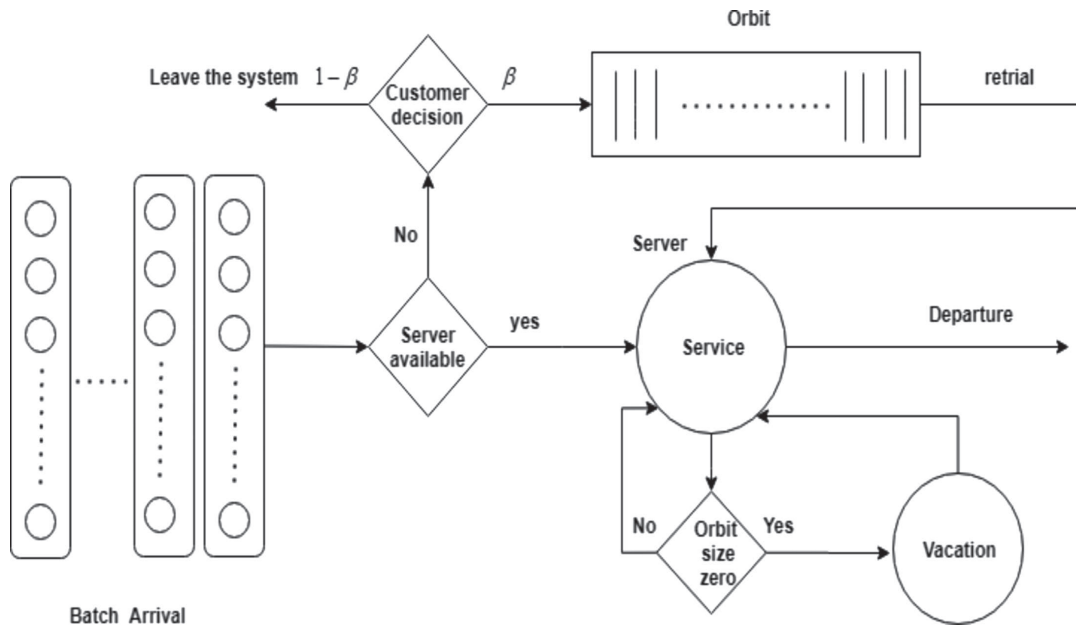 Orbit
Leave the system 1 − β
Customer
decision
β
retrial
No
Server
Server
available
yes
Service
Departure
No
Orbit
size
zero
Yes
Vacation
Batch Arrival